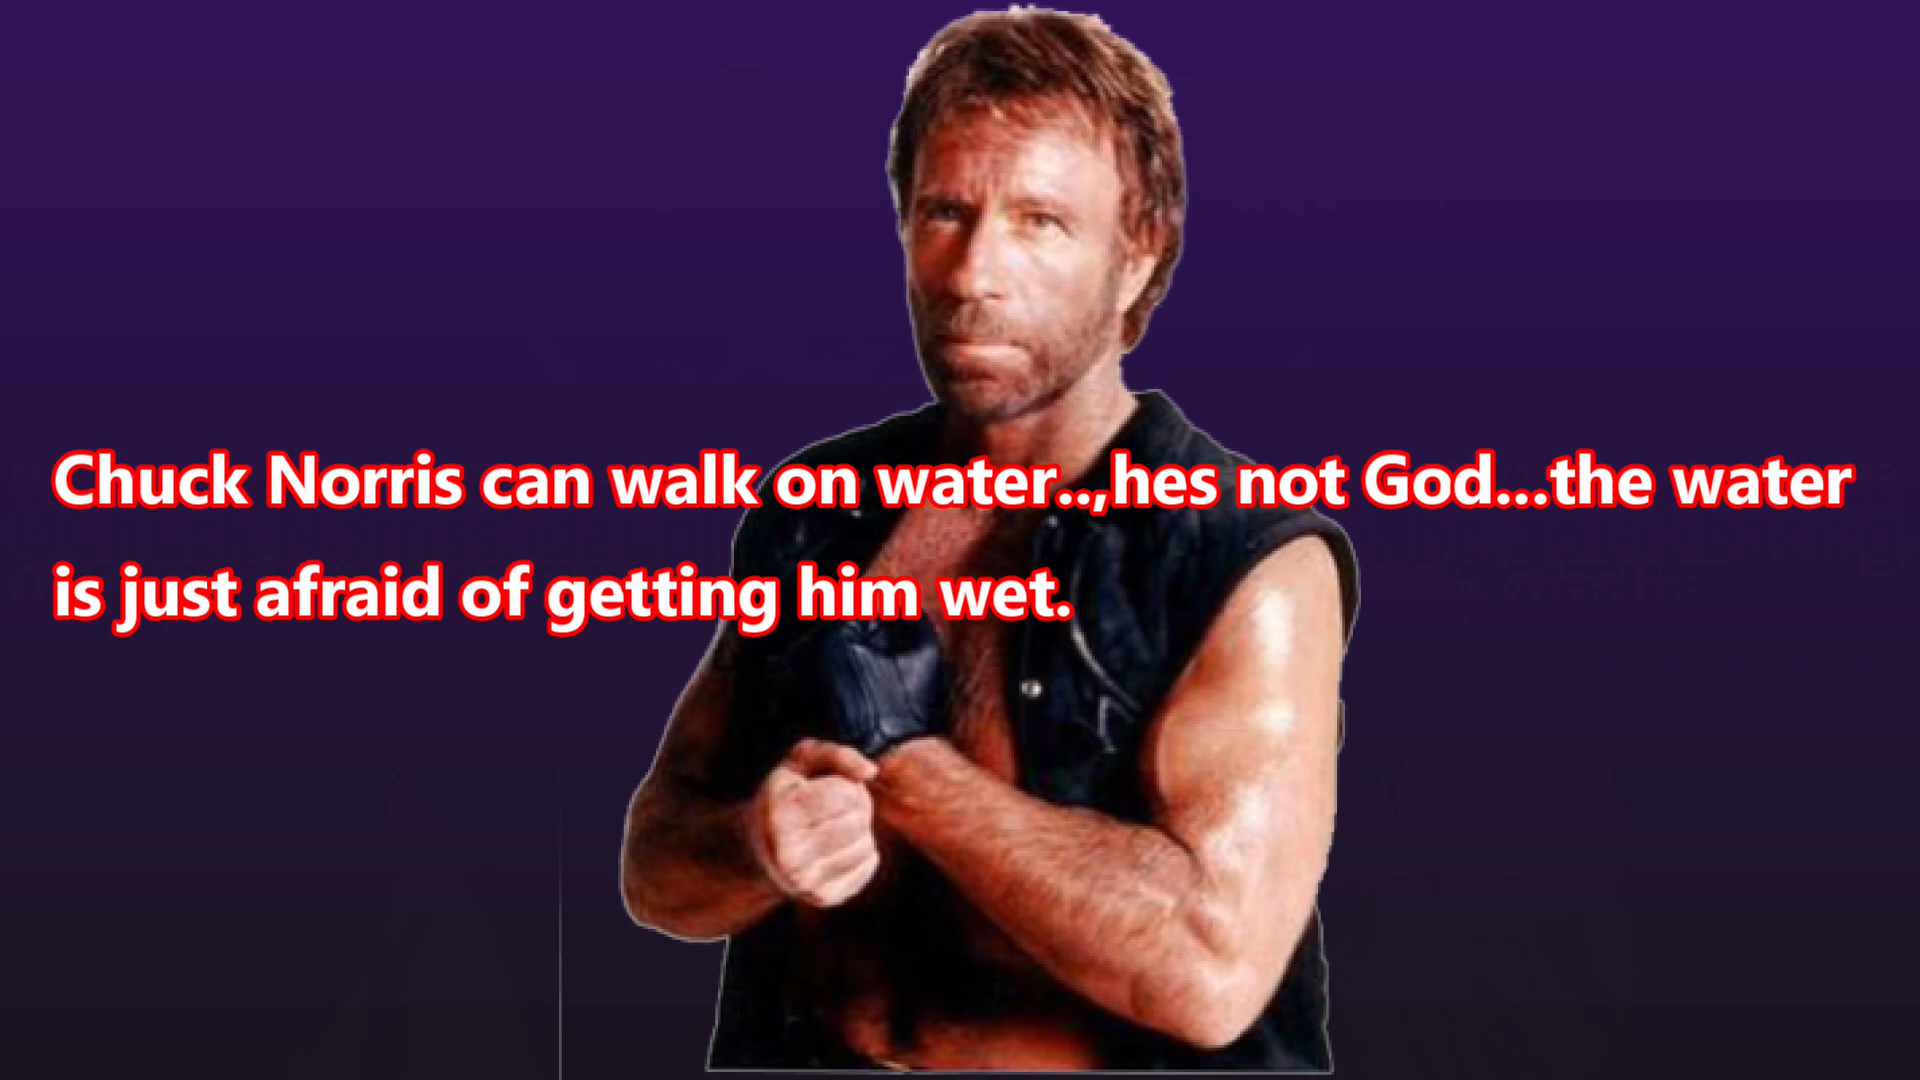 Chuck Norris can walk on water..,hes not God...the water
is just afraid of getting him wet.